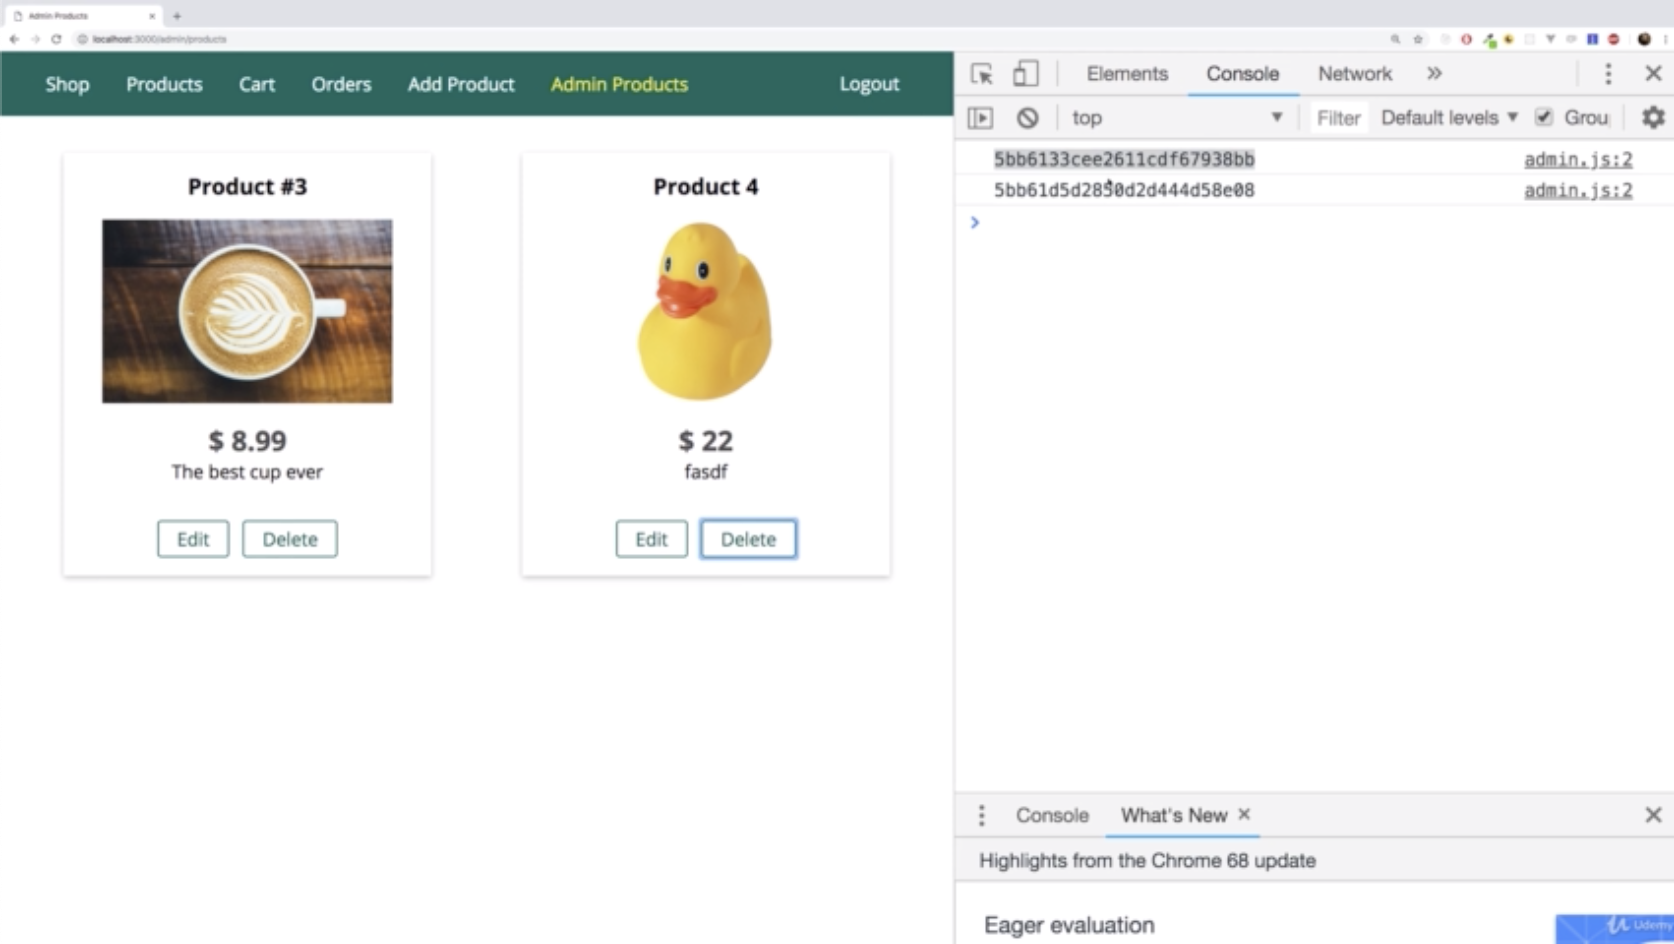 Admin Products
localhost:3000/admin/products
Shop Products Cart Orders Add Product Admin Products Logout
Product #3
$ 8.99
The best cup ever
Edit Delete
Product 4
$ 22
fasdf
Edit Delete
Elements Console Network
top Filter Default levels Grou
5bb6133cee2611cdf67938bb admin.js:2
5bb61d5d2850d2d444d58e08 admin.js:2
Console What's New
Highlights from the Chrome 68 update
Eager evaluation
Udemy